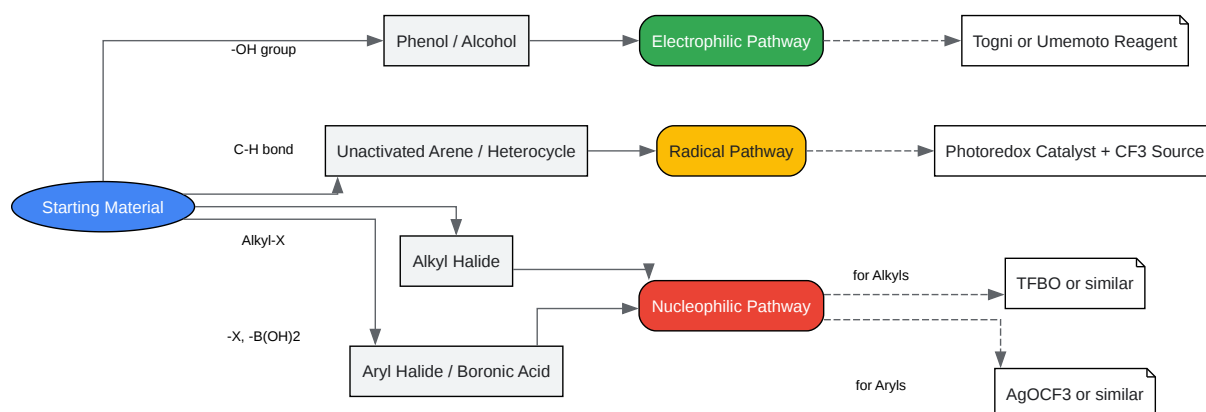 -OH group
Phenol / Alcohol
Electrophilic Pathway
Togni or Umemoto Reagent
C-H bond
Unactivated Arene / Heterocycle
Radical Pathway
Photoredox Catalyst + CF3 Source
Starting Material
Alkyl-X
Alkyl Halide
Nucleophilic Pathway
for Alkyls
TFBO or similar
-X, -B(OH)2
Aryl Halide / Boronic Acid
for Aryls
AgOCF3 or similar